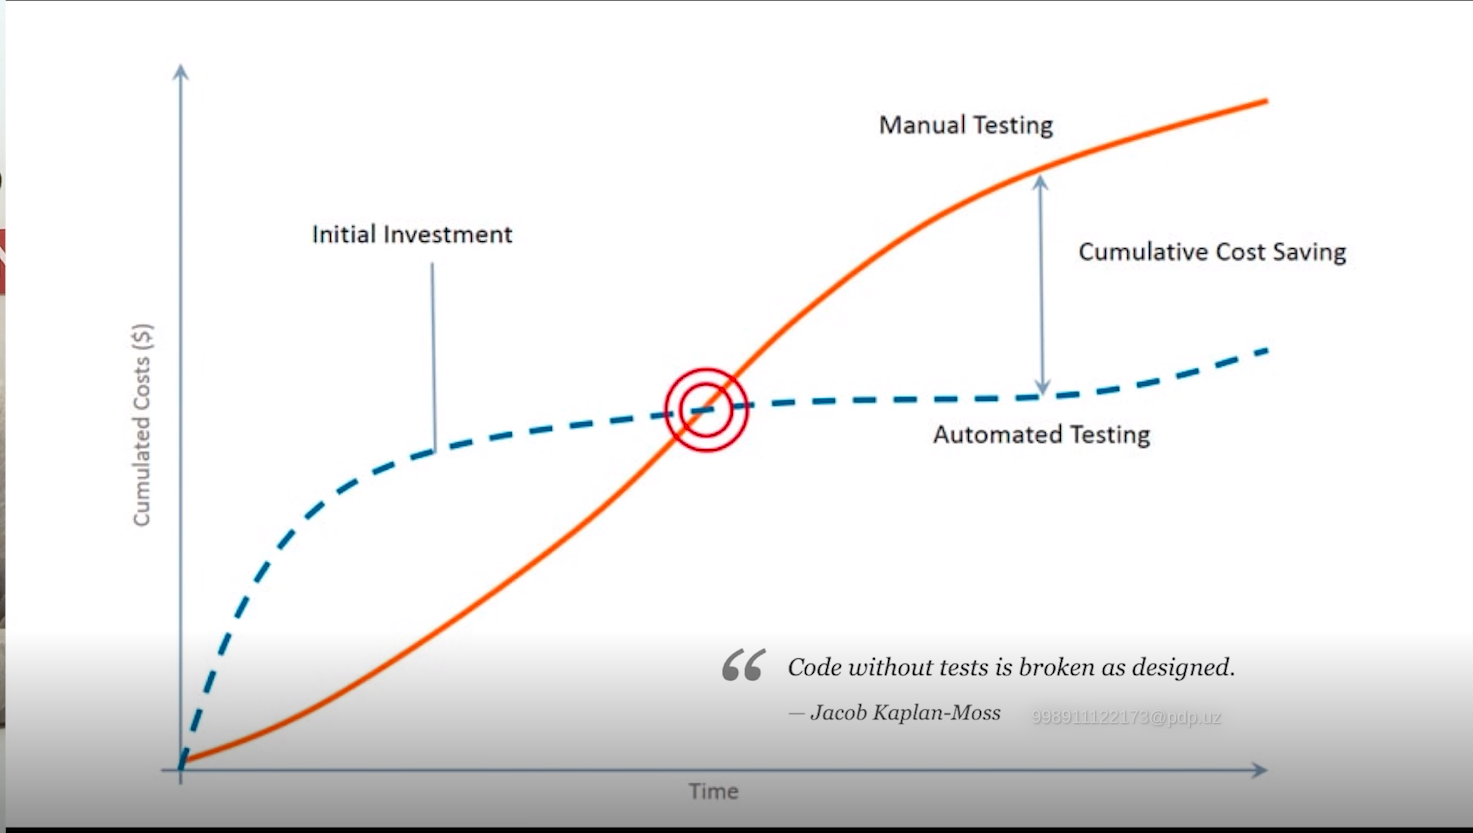 Manual Testing
Initial Investment
Cumulative Cost Saving
Cumulated Costs ($)
Automated Testing
“ Code without tests is broken as designed.
— Jacob Kaplan-Moss
998911122173@pdp.uz
Time